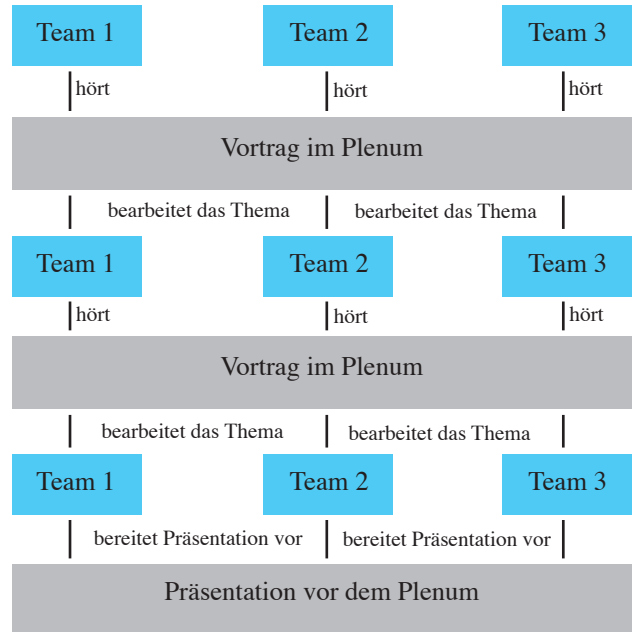 Team 1 Team 2 Team 3
hört hört hört
Vortrag im Plenum
bearbeitet das Thema bearbeitet das Thema
Team 1 Team 2 Team 3
hört hört hört
Vortrag im Plenum
bearbeitet das Thema bearbeitet das Thema
Team 1 Team 2 Team 3
bereitet Präsentation vor bereitet Präsentation vor
Präsentation vor dem Plenum